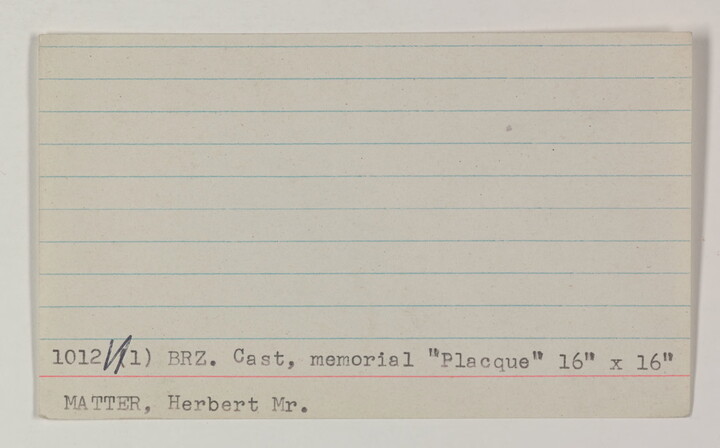 1012/(1) BRZ. Cast, memorial "Placque" 16" x 16"
MATTER, Herbert Mr.